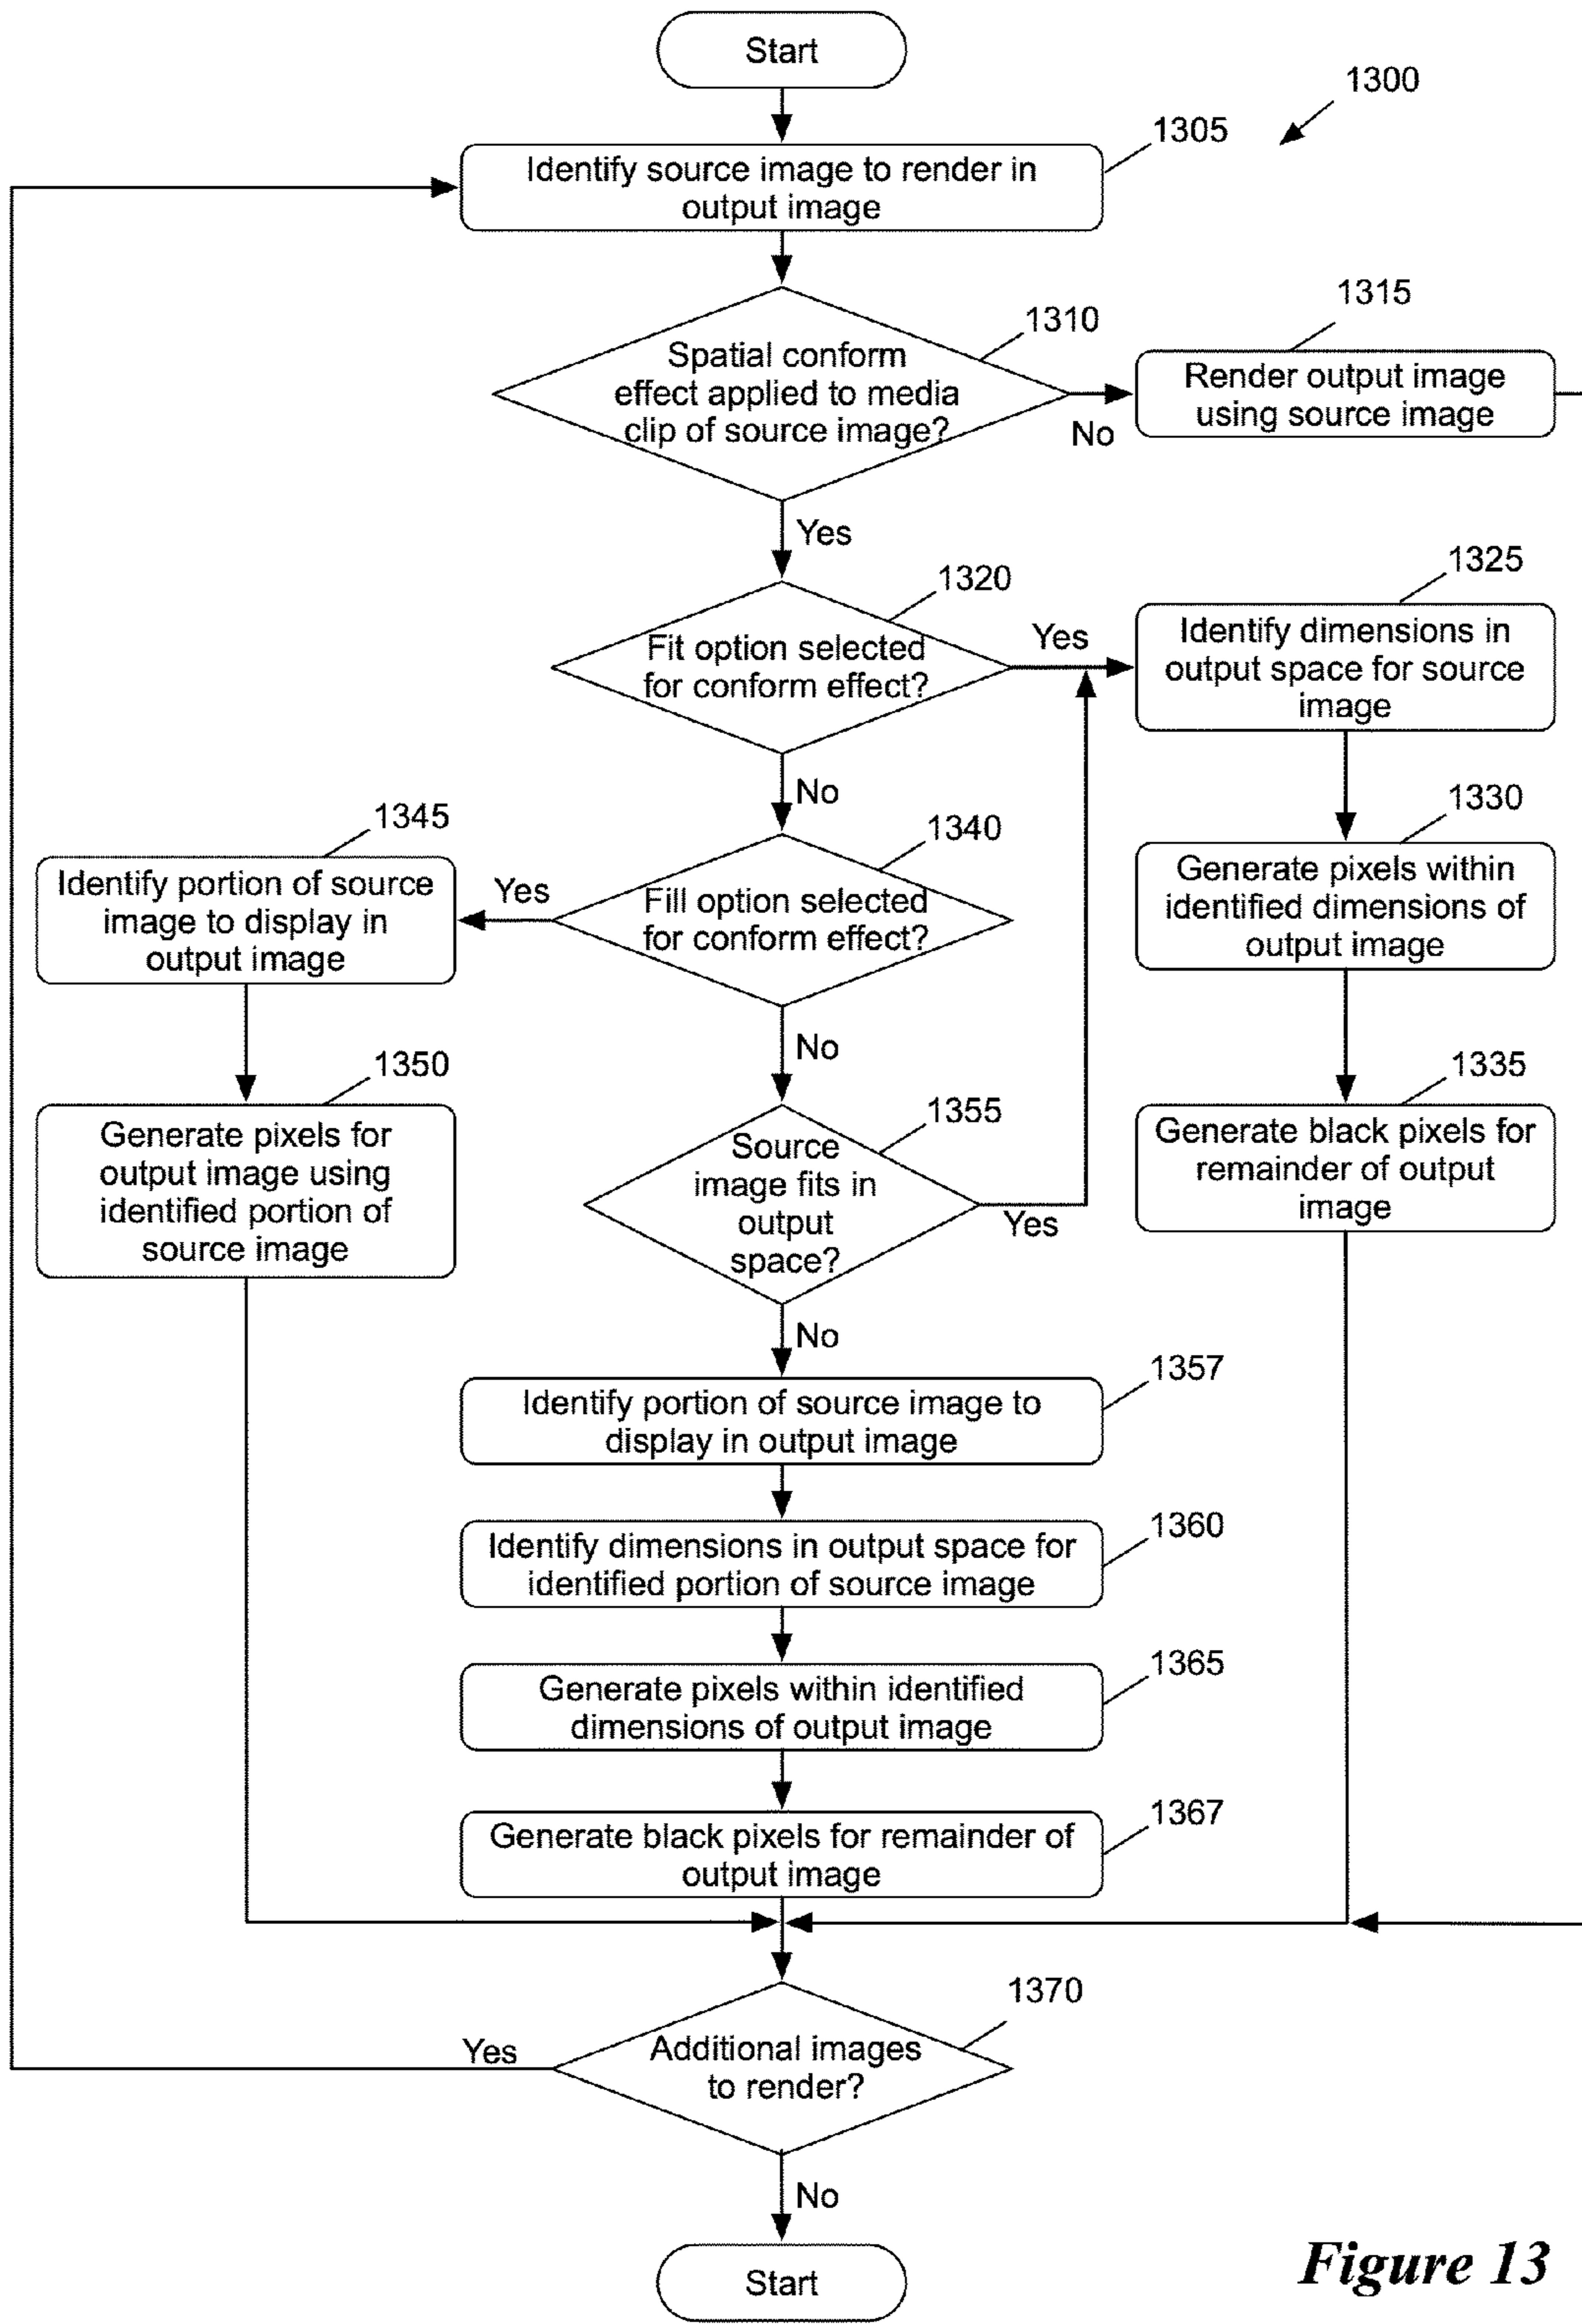 Start
1300
1305
Identify source image to render in
output image
1310
Spatial conform
effect applied to media
clip of source image?
No
1315
Render output image
using source image
Yes
1320
Fit option selected
for conform effect?
Yes
1325
Identify dimensions in
output space for source
image
No
1330
Generate pixels within
identified dimensions of
output image
1335
Generate black pixels for
remainder of output
image
1340
Fill option selected
for conform effect?
Yes
1345
Identify portion of source
image to display in
output image
1350
Generate pixels for
output image using
identified portion of
source image
No
1355
Source
image fits in
output
space?
Yes
No
1357
Identify portion of source image to
display in output image
1360
Identify dimensions in output space for
identified portion of source image
1365
Generate pixels within identified
dimensions of output image
1367
Generate black pixels for remainder of
output image
1370
Additional images
to render?
Yes
No
Start
Figure 13